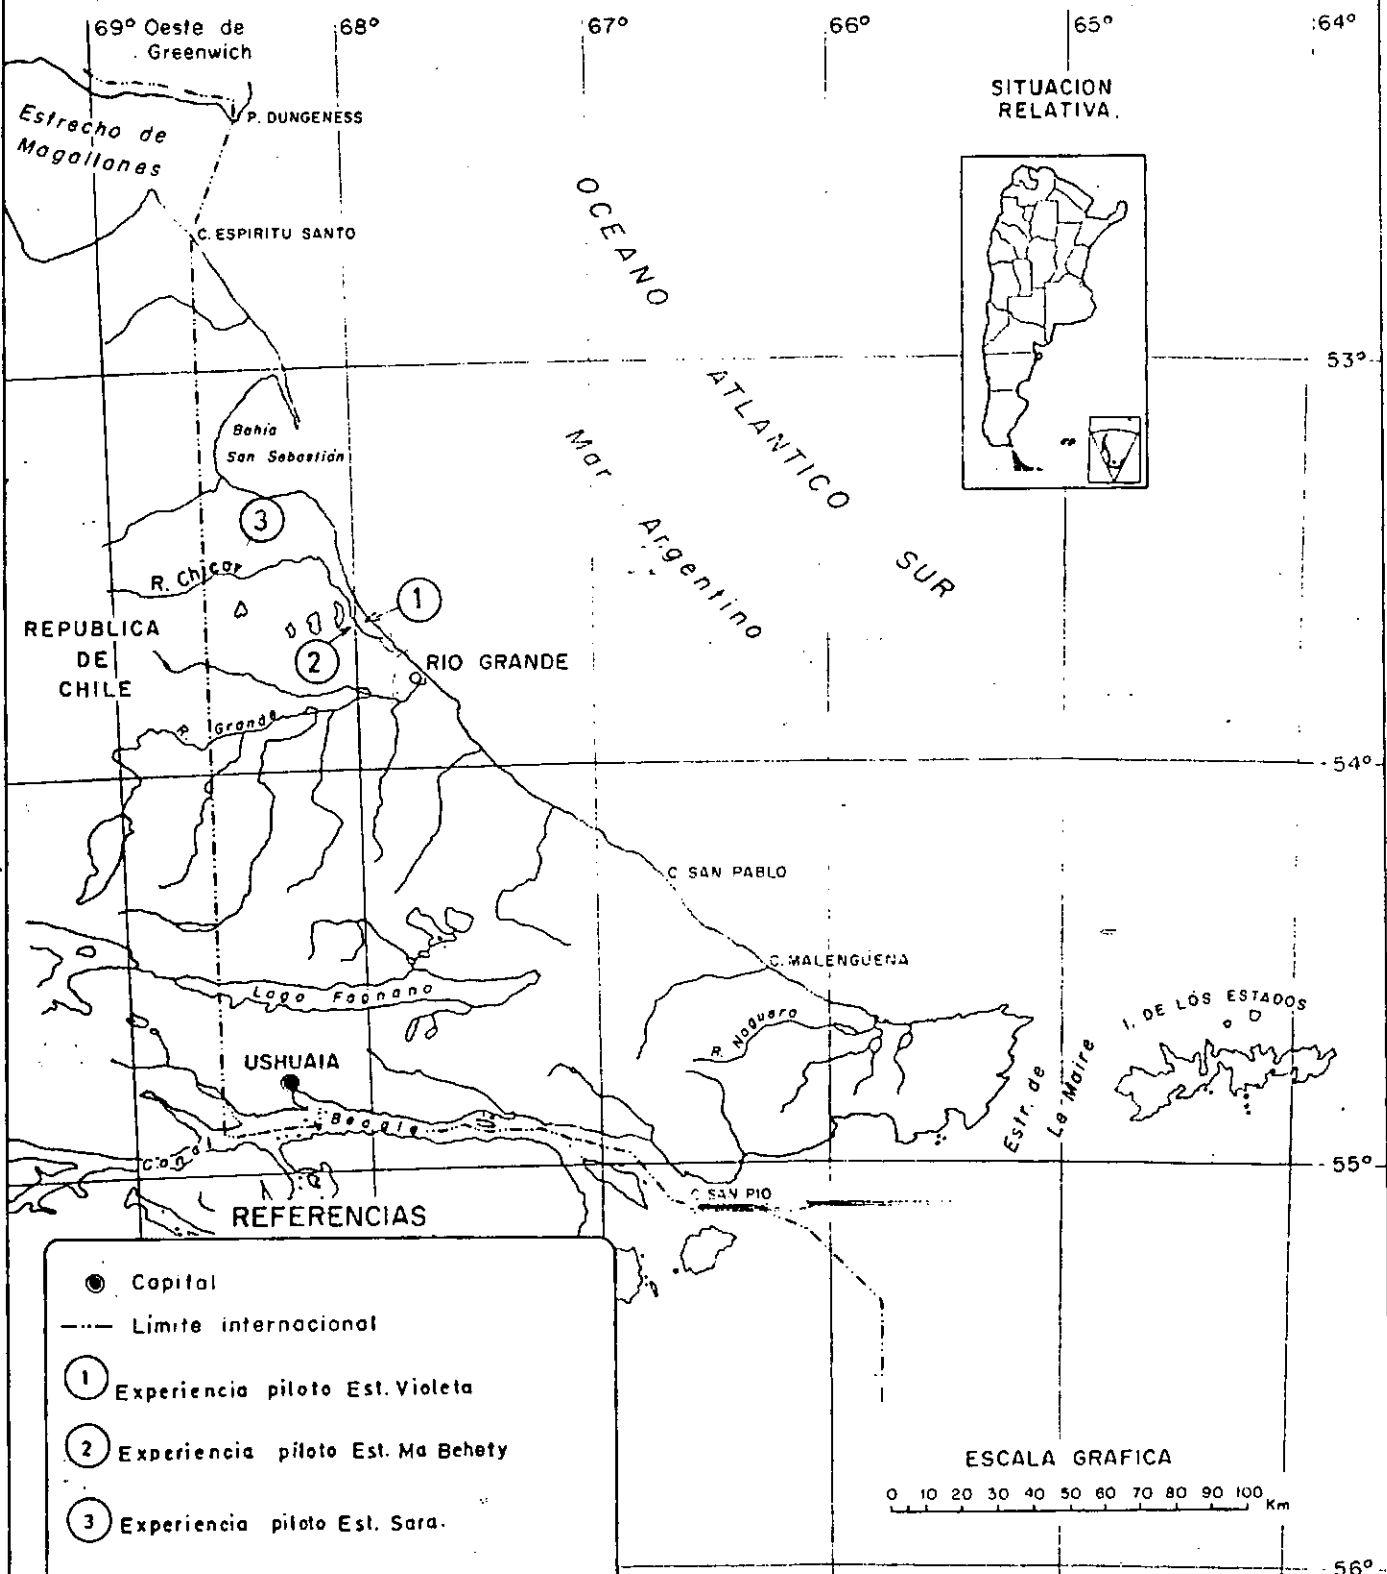 69° Oeste de
Greenwich
68°
67°
66°
65°
64°
SITUACION
RELATIVA.
Estrecho de
Magallanes
P. DUNGENESS
C. ESPIRITU SANTO
OCEANO
ATLANTICO
SUR
Mar
Argentino
53°
Bahía
San Sebastián
3
R. Chico
1
REPUBLICA
DE
CHILE
2
RIO GRANDE
R. Grande
54°
C. SAN PABLO
C. MALENGUENA
Lago Fagnano
R. Noguera
I. DE LOS ESTADOS
Estr. de
Le Maire
USHUAIA
Canal Beagle
55°
C. SAN PIO
REFERENCIAS
Capital
Límite internacional
1 Experiencia piloto Est. Violeta
2 Experiencia piloto Est. Ma Behety
3 Experiencia piloto Est. Sara.
ESCALA GRAFICA
0 10 20 30 40 50 60 70 80 90 100 Km
56°